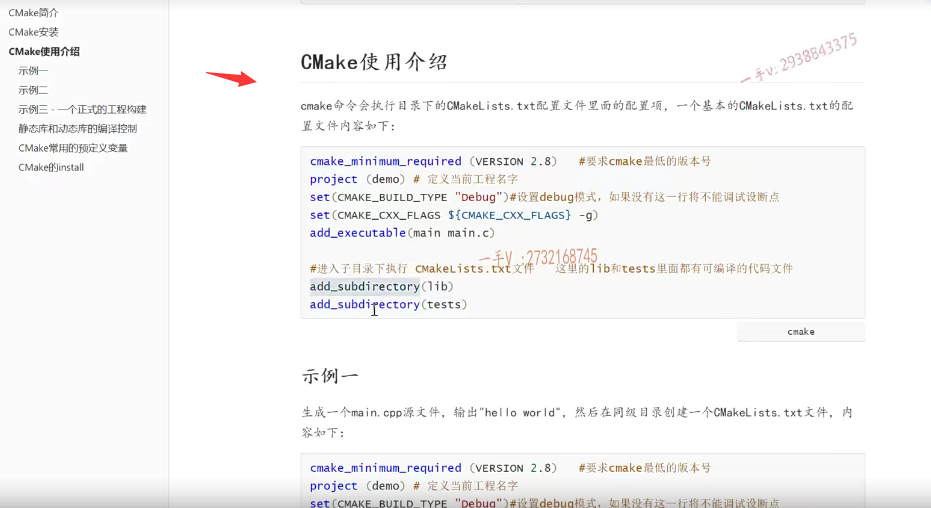 CMake简介
CMake安装
CMake使用介绍
示例一
示例二
示例三 - 一个正式的工程构建
静态库和动态库的编译控制
CMake常用的预定义变量
CMake的install
CMake使用介绍
一手v: 2938843375
cmake命令会执行目录下的CMakeLists.txt配置文件里面的配置项, 一个基本的CMakeLists.txt的配
置文件内容如下:
cmake_minimum_required (VERSION 2.8) #要求cmake最低的版本号
project (demo) # 定义当前工程名字
set(CMAKE_BUILD_TYPE "Debug")#设置debug模式, 如果没有这一行将不能调试设断点
set(CMAKE_CXX_FLAGS ${CMAKE_CXX_FLAGS} -g)
add_executable(main main.c)
一手V :2732168745
#进入子目录下执行 CMakeLists.txt文件 这里的lib和tests里面都有可编译的代码文件
add_subdirectory(lib)
add_subdirectory(tests)
cmake
示例一
生成一个main.cpp源文件, 输出"hello world", 然后在同级目录创建一个CMakeLists.txt文件, 内
容如下:
cmake_minimum_required (VERSION 2.8) #要求cmake最低的版本号
project (demo) # 定义当前工程名字
set(CMAKE_BUILD_TYPE "Debug")#设置debug模式, 如果没有这一行将不能调试设断点